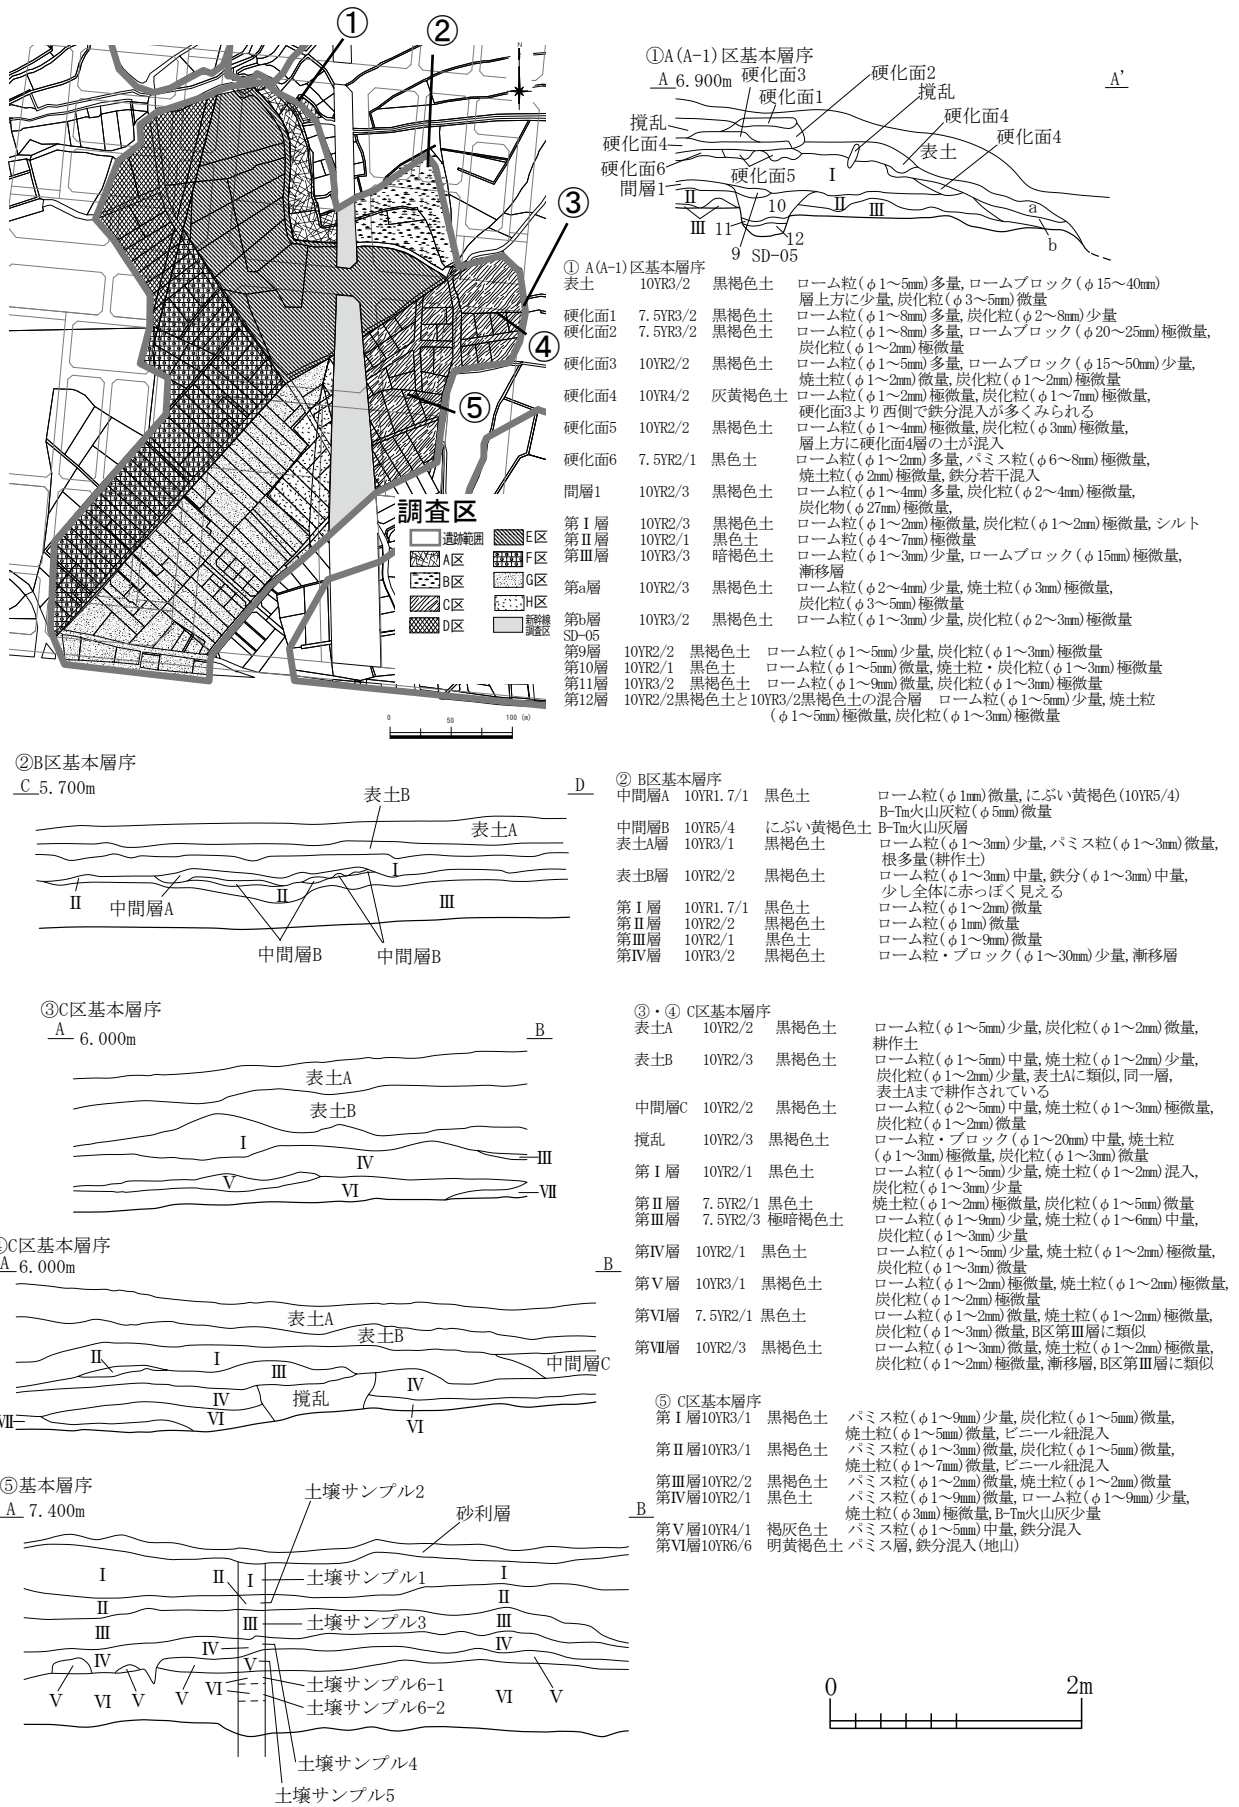 ①
②
③
④
⑤
N
調査区
遺跡範囲
A区
B区
C区
D区
E区
F区
G区
H区
新幹線
調査区
0 50 100 (m)
①A(A-1)区基本層序
A 6.900m
A'
硬化面3
硬化面2
硬化面1
撹乱
撹乱
硬化面4
硬化面4
硬化面4
硬化面1
表土
硬化面6
硬化面5
Ⅰ
間層1
Ⅱ
10
Ⅱ
Ⅲ
a
Ⅲ
11
12
b
9
SD-05
① A(A-1)区基本層序
表土 10YR3/2 黒褐色土 ローム粒(φ1～5㎜)多量,ロームブロック(φ15～40㎜)
層上方に少量,炭化粒(φ3～5㎜)微量
硬化面1 7.5YR3/2 黒褐色土 ローム粒(φ1～8㎜)多量,炭化粒(φ2～8㎜)少量
硬化面2 7.5YR3/2 黒褐色土 ローム粒(φ1～8㎜)多量,ロームブロック(φ20～25㎜)極微量,
炭化粒(φ1～2㎜)極微量
硬化面3 10YR2/2 黒褐色土 ローム粒(φ1～5㎜)多量,ロームブロック(φ15～50㎜)少量,
焼土粒(φ1～2㎜)微量,炭化粒(φ1～2㎜)極微量
硬化面4 10YR4/2 灰黄褐色土 ローム粒(φ1～2㎜)極微量,炭化粒(φ1～7㎜)極微量,
硬化面3より西側で鉄分混入が多くみられる
硬化面5 10YR2/2 黒褐色土 ローム粒(φ1～4㎜)極微量,炭化粒(φ3㎜)極微量,
層上方に硬化面4層の土が混入
硬化面6 7.5YR2/1 黒色土 ローム粒(φ1～2㎜)多量,パミス粒(φ6～8㎜)極微量,
焼土粒(φ2㎜)極微量,鉄分若干混入
間層1 10YR2/3 黒褐色土 ローム粒(φ1～4㎜)多量,炭化粒(φ2～4㎜)極微量,
炭化物(φ27㎜)極微量,
第Ⅰ層 10YR2/3 黒褐色土 ローム粒(φ1～2㎜)極微量,炭化粒(φ1～2㎜)極微量,シルト
第Ⅱ層 10YR2/1 黒色土 ローム粒(φ4～7㎜)極微量
第Ⅲ層 10YR3/3 暗褐色土 ローム粒(φ1～3㎜)少量,ロームブロック(φ15㎜)極微量,
漸移層
第a層 10YR2/3 黒褐色土 ローム粒(φ2～4㎜)少量,焼土粒(φ3㎜)極微量,
炭化粒(φ3～5㎜)極微量
第b層 10YR3/2 黒褐色土 ローム粒(φ1～3㎜)少量,炭化粒(φ2～3㎜)極微量
SD-05
第9層 10YR2/2 黒褐色土 ローム粒(φ1～5㎜)少量,炭化粒(φ1～3㎜)極微量
第10層 10YR2/1 黒色土 ローム粒(φ1～5㎜)微量,焼土粒・炭化粒(φ1～3㎜)極微量
第11層 10YR3/2 黒褐色土 ローム粒(φ1～9㎜)微量,炭化粒(φ1～3㎜)極微量
第12層 10YR2/2黒褐色土と10YR3/2黒褐色土の混合層 ローム粒(φ1～5㎜)少量,焼土粒
(φ1～5㎜)極微量,炭化粒(φ1～3㎜)極微量
②B区基本層序
C 5.700m
D
表土B
表土A
Ⅰ
Ⅱ
中間層A
Ⅱ
Ⅲ
中間層B
中間層B
② B区基本層序
中間層A 10YR1.7/1 黒色土 ローム粒(φ1㎜)微量,にぶい黄褐色(10YR5/4)
B-Tm火山灰粒(φ5㎜)微量
中間層B 10YR5/4 にぶい黄褐色土 B-Tm火山灰層
表土A層 10YR3/1 黒褐色土 ローム粒(φ1～3㎜)少量,パミス粒(φ1～3㎜)微量,
根多量(耕作土)
表土B層 10YR2/2 黒褐色土 ローム粒(φ1～3㎜)中量,鉄分(φ1～3㎜)中量,
少し全体に赤っぽく見える
第Ⅰ層 10YR1.7/1 黒色土 ローム粒(φ1～2㎜)微量
第Ⅱ層 10YR2/2 黒褐色土 ローム粒(φ1㎜)微量
第Ⅲ層 10YR2/1 黒色土 ローム粒(φ1～9㎜)微量
第Ⅳ層 10YR3/2 黒褐色土 ローム粒・ブロック(φ1～30㎜)少量,漸移層
③C区基本層序
A 6.000m
B
表土A
表土B
Ⅰ
Ⅳ
Ⅲ
Ⅴ
Ⅵ
Ⅶ
③・④ C区基本層序
表土A 10YR2/2 黒褐色土 ローム粒(φ1～5㎜)少量,炭化粒(φ1～2㎜)微量,
耕作土
表土B 10YR2/3 黒褐色土 ローム粒(φ1～5㎜)中量,焼土粒(φ1～2㎜)少量,
炭化粒(φ1～2㎜)少量,表土Aに類似,同一層,
表土Aまで耕作されている
中間層C 10YR2/2 黒褐色土 ローム粒(φ2～5㎜)中量,焼土粒(φ1～3㎜)極微量,
炭化粒(φ1～2㎜)微量
撹乱 10YR2/3 黒褐色土 ローム粒・ブロック(φ1～20㎜)中量,焼土粒
(φ1～3㎜)極微量,炭化粒(φ1～3㎜)微量
第Ⅰ層 10YR2/1 黒色土 ローム粒(φ1～5㎜)少量,焼土粒(φ1～2㎜)混入,
炭化粒(φ1～3㎜)少量
第Ⅱ層 7.5YR2/1 黒色土 焼土粒(φ1～2㎜)極微量,炭化粒(φ1～5㎜)微量
第Ⅲ層 7.5YR2/3 極暗褐色土 ローム粒(φ1～9㎜)少量,焼土粒(φ1～6㎜)中量,
炭化粒(φ1～3㎜)少量
第Ⅳ層 10YR2/1 黒色土 ローム粒(φ1～5㎜)少量,焼土粒(φ1～2㎜)極微量,
炭化粒(φ1～3㎜)微量
第Ⅴ層 10YR3/1 黒褐色土 ローム粒(φ1～2㎜)極微量,焼土粒(φ1～2㎜)極微量,
炭化粒(φ1～2㎜)極微量
第Ⅵ層 7.5YR2/1 黒色土 ローム粒(φ1～2㎜)微量,焼土粒(φ1～2㎜)極微量,
炭化粒(φ1～3㎜)微量,B区第Ⅲ層に類似
第Ⅶ層 10YR2/3 黒褐色土 ローム粒(φ1～3㎜)微量,焼土粒(φ1～2㎜)極微量,
炭化粒(φ1～2㎜)極微量,漸移層,B区第Ⅲ層に類似
④C区基本層序
A 6.000m
B
表土A
表土B
Ⅱ
Ⅰ
Ⅲ
中間層C
Ⅳ
Ⅳ
撹乱
Ⅶ
Ⅵ
Ⅵ
⑤ C区基本層序
第Ⅰ層10YR3/1 黒褐色土 パミス粒(φ1～9㎜)少量,炭化粒(φ1～5㎜)微量,
焼土粒(φ1～5㎜)微量,ビニール紐混入
第Ⅱ層10YR3/1 黒褐色土 パミス粒(φ1～3㎜)微量,炭化粒(φ1～5㎜)微量,
焼土粒(φ1～7㎜)微量,ビニール紐混入
第Ⅲ層10YR2/2 黒褐色土 パミス粒(φ1～2㎜)微量,焼土粒(φ1～2㎜)微量
第Ⅳ層10YR2/1 黒色土 パミス粒(φ1～9㎜)微量,ローム粒(φ1～9㎜)少量,
焼土粒(φ3㎜)極微量,B-Tm火山灰少量
第Ⅴ層10YR4/1 褐灰色土 パミス粒(φ1～5㎜)中量,鉄分混入
第Ⅵ層10YR6/6 明黄褐色土 パミス層,鉄分混入(地山)
⑤基本層序
A 7.400m
B
土壌サンプル2
砂利層
Ⅰ
Ⅱ
Ⅰ
土壌サンプル1
Ⅰ
Ⅱ
Ⅱ
Ⅲ
Ⅲ
土壌サンプル3
Ⅲ
Ⅳ
Ⅳ
Ⅳ
Ⅴ
Ⅵ
土壌サンプル6-1
土壌サンプル6-2
Ⅴ
Ⅵ
Ⅴ
Ⅴ
Ⅵ
Ⅴ
土壌サンプル4
土壌サンプル5
0 2m